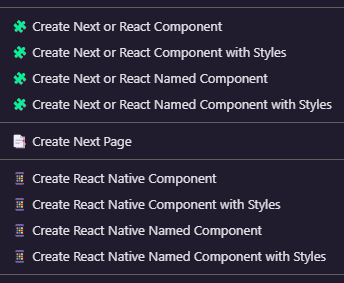 Create Next or React Component
Create Next or React Component with Styles
Create Next or React Named Component
Create Next or React Named Component with Styles
Create Next Page
Create React Native Component
Create React Native Component with Styles
Create React Native Named Component
Create React Native Named Component with Styles